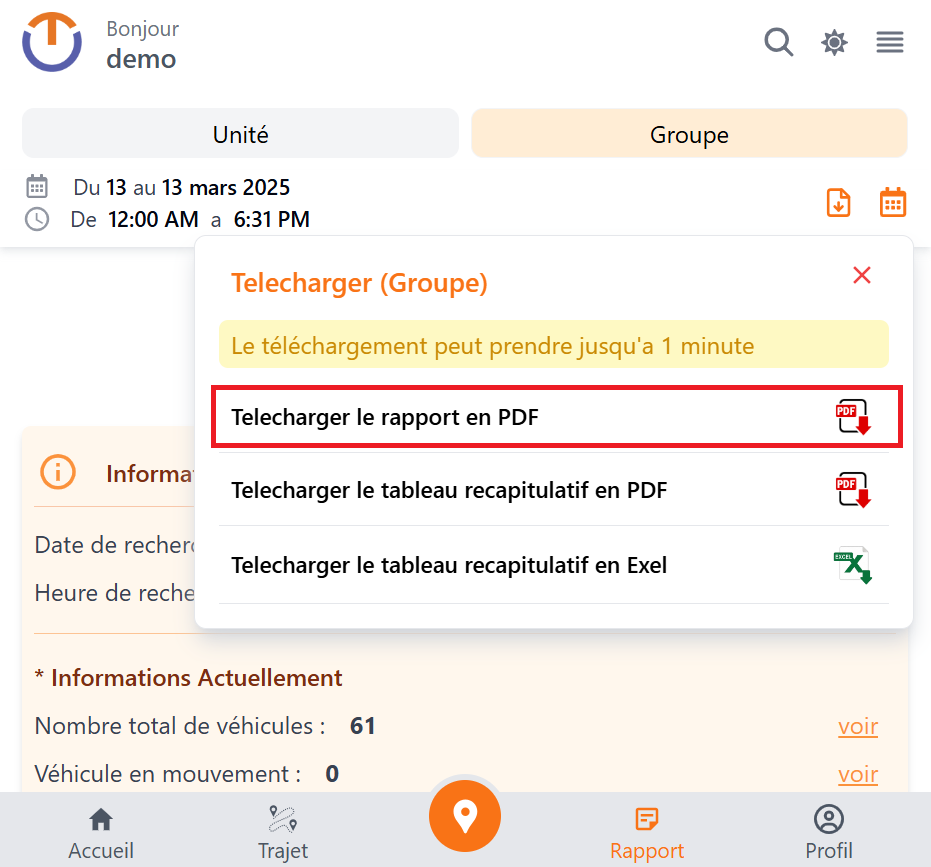 Bonjour
demo
Unité
Groupe
Du 13 au 13 mars 2025
De 12:00 AM a 6:31 PM
Telecharger (Groupe)
Le téléchargement peut prendre jusqu'a 1 minute
Telecharger le rapport en PDF
PDF
Telecharger le tableau recapitulatif en PDF
PDF
Telecharger le tableau recapitulatif en Exel
EXCEL
X
Date de
Heure de
* Informations Actuellement
Nombre total de véhicules : 61
voir
Véhicule en mouvement : 0
voir
Accueil
Trajet
Rapport
Profil